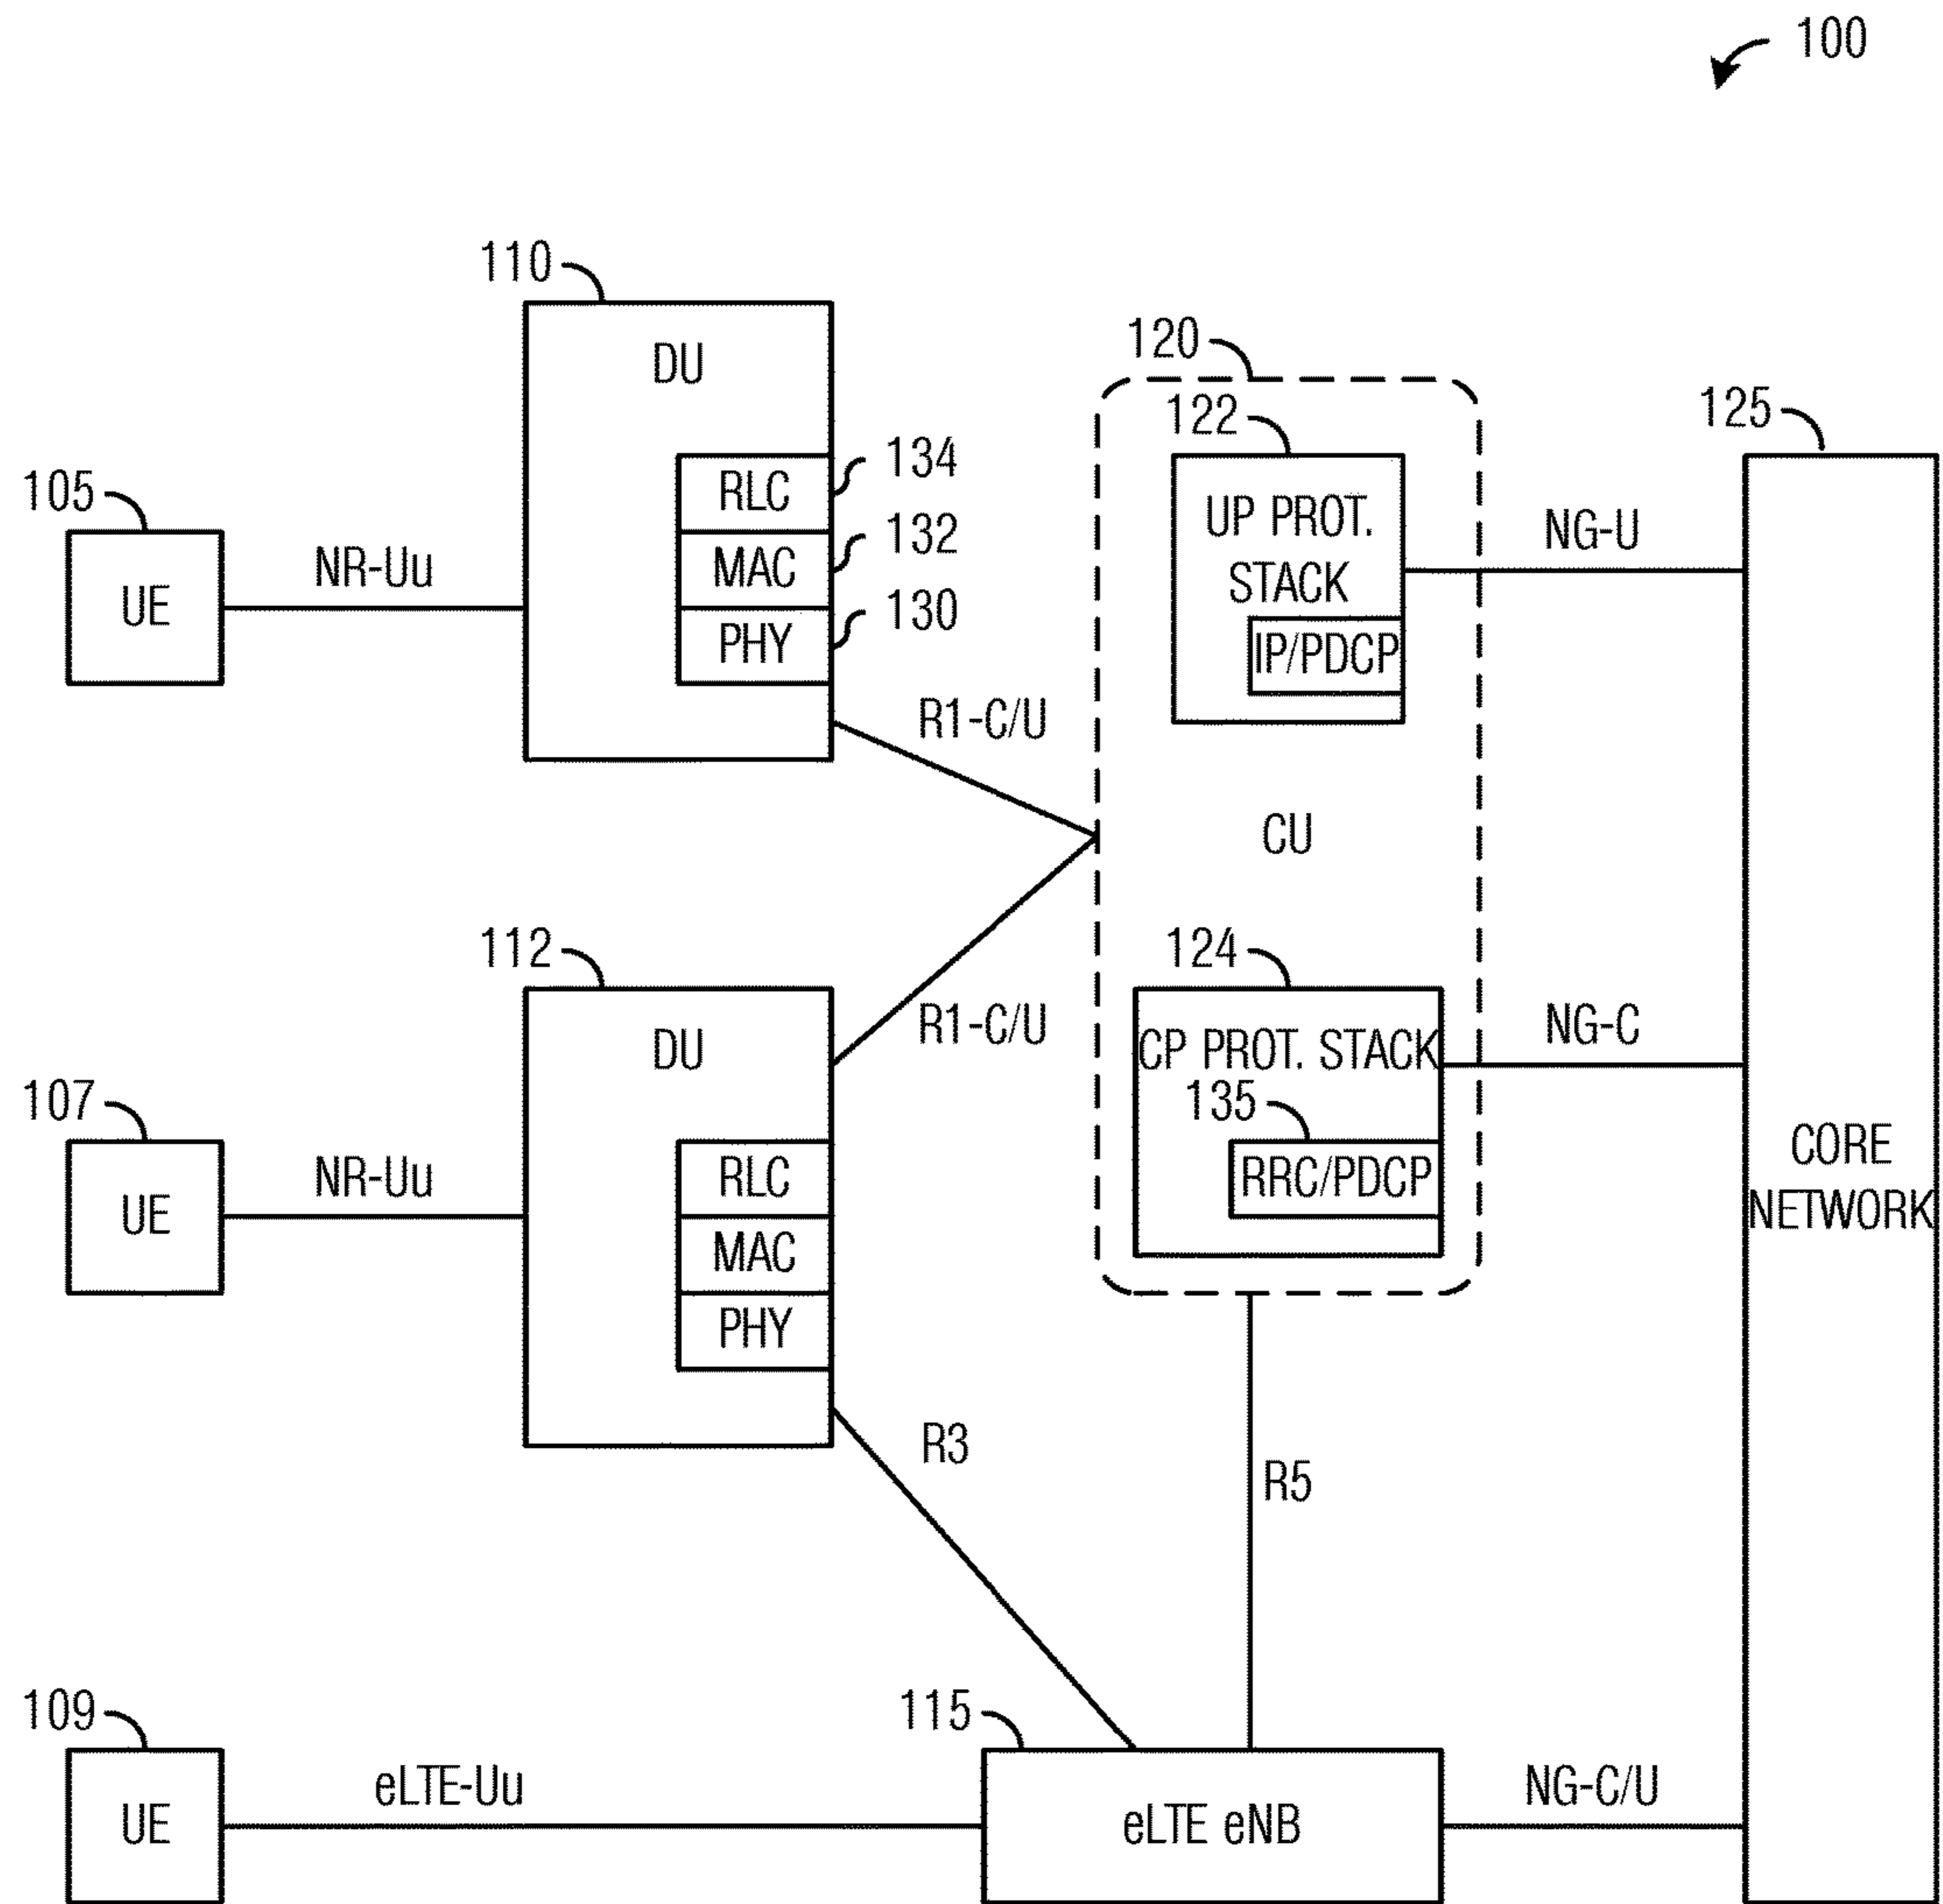 100
110
DU
120
122
125
134
RLC
105
UP PROT.
STACK
NG-U
132
MAC
NR-Uu
UE
130
PHY
IP/PDCP
R1-C/U
CU
112
124
DU
R1-C/U
CP PROT. STACK
NG-C
107
135
CORE
NETWORK
NR-Uu
RLC
RRC/PDCP
UE
MAC
PHY
R3
R5
109
115
eLTE-Uu
NG-C/U
UE
eLTE eNB